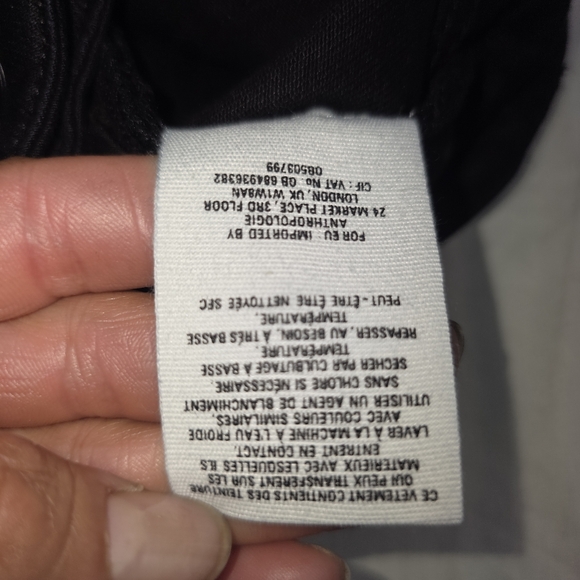 CE VÊTEMENT CONTIENTS DES TEINTURE
QUI PEUX TRANSFERENT SUR LES
MATERIEUX AVEC LESQUELLES ILS
ENTRENT EN CONTACT.
LAVER À LA MACHINE À L'EAU FROIDE
AVEC COULEURS SIMILAIRES.
UTILISER UN AGENT DE BLANCHIMENT
SANS CHLORE SI NÉCESSAIRE.
SÉCHER PAR CULBUTAGE À BASSE
TEMPÉRATURE.
REPASSER, AU BESOIN, À TRÈS BASSE
TEMPÉRATURE.
PEUT-ÊTRE ÊTRE NETTOYÉE SEC
FOR EU: IMPORTED BY
ANTHROPOLOGIE
24 MARKET PLACE, 3RD FLOOR
LONDON, UK W1W8AN
CIF: VAT No. GB 684936382
08503799